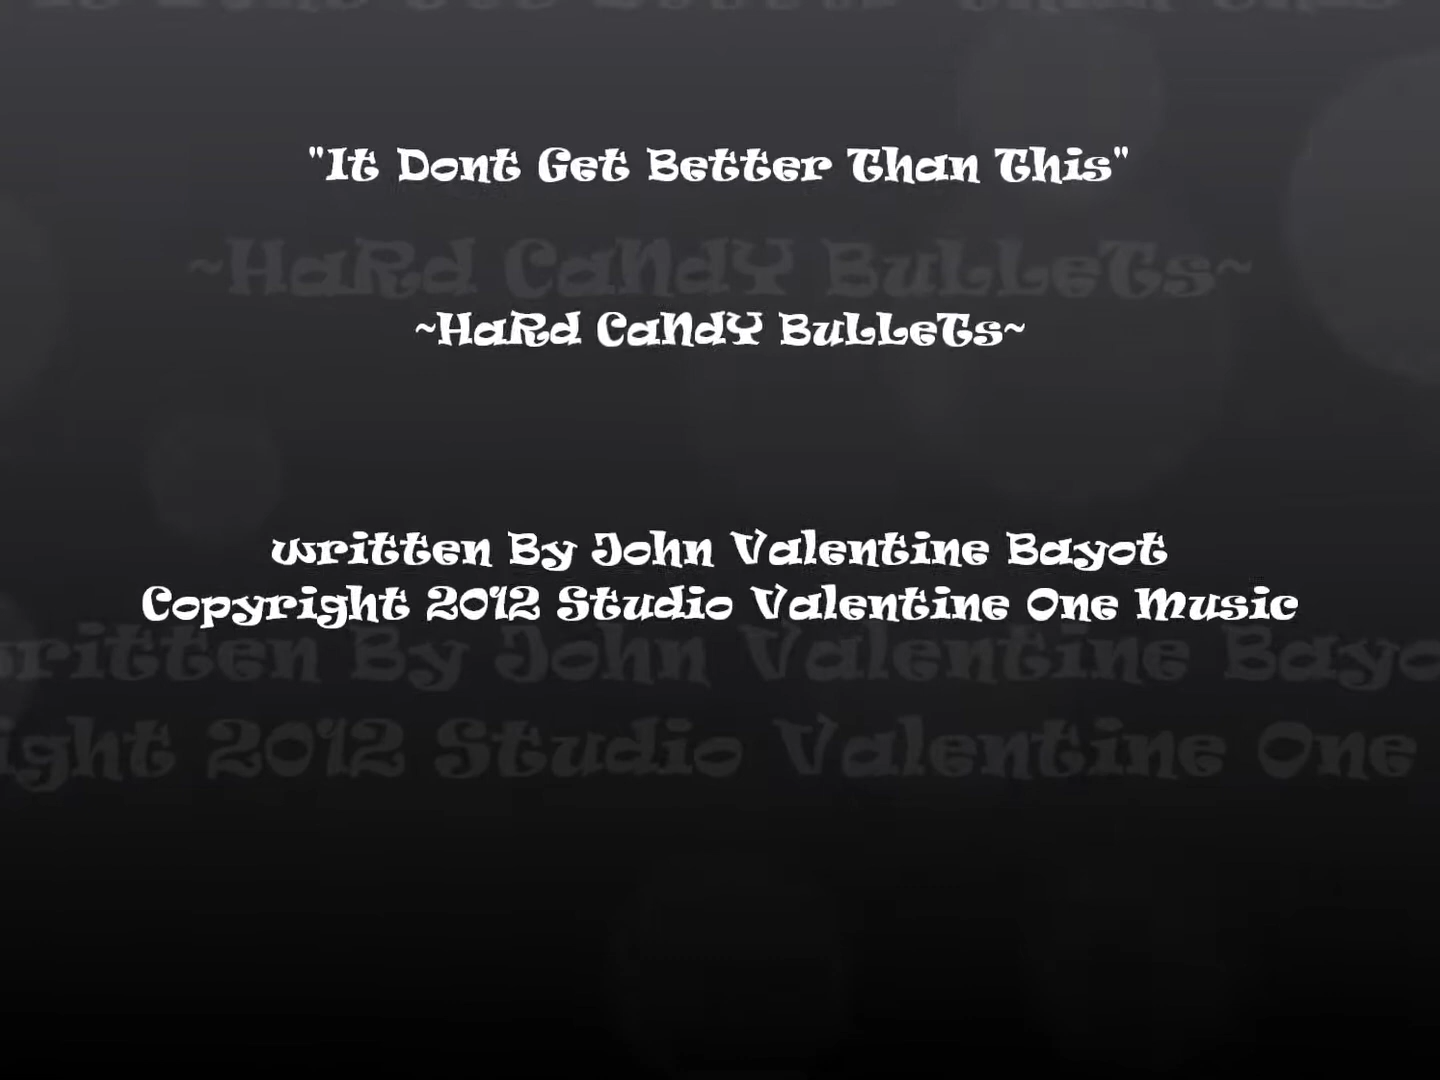 "It Dont Get Better Than This"
~HaRd CaNdY BuLLeTs~
written By John Valentine Bayot
Copyright 2012 Studio Valentine One Music